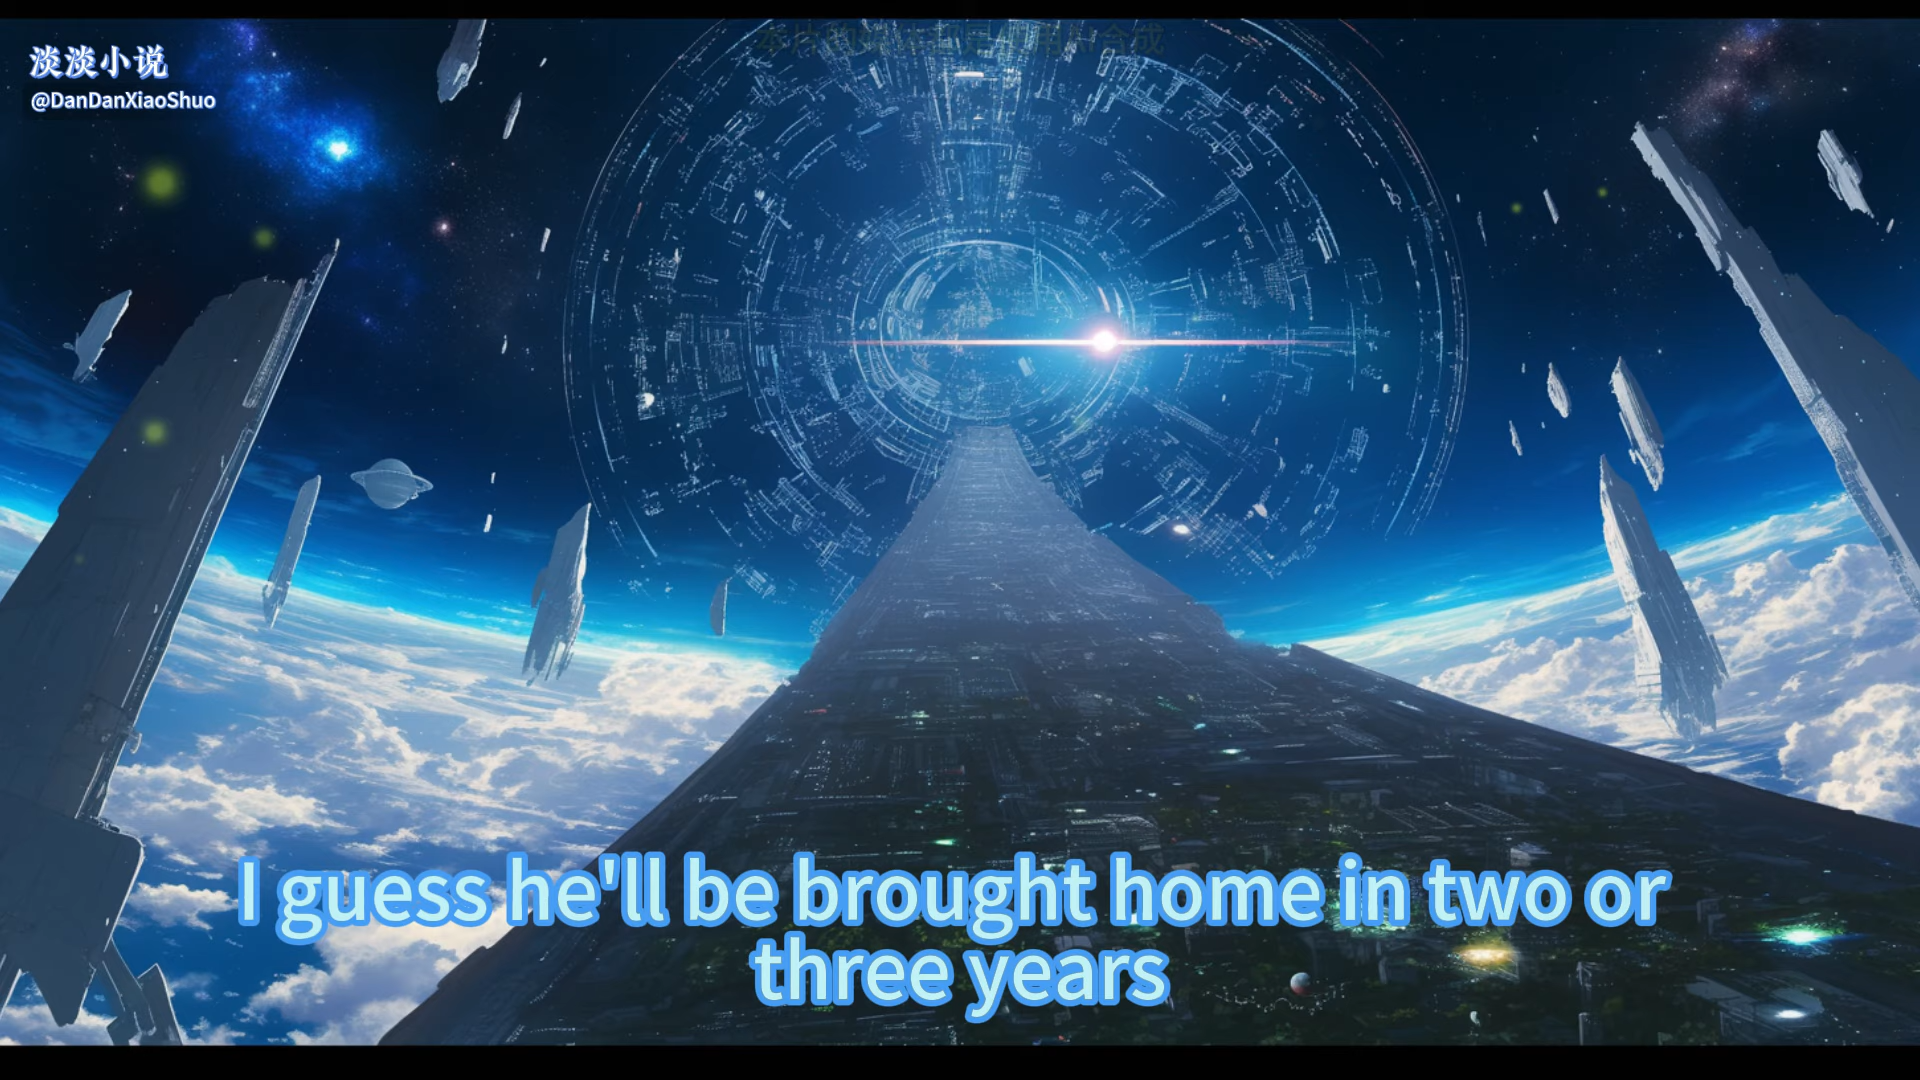 淡淡小说
@DanDanXiaoShuo
I guess he'll be brought home in two or
three years